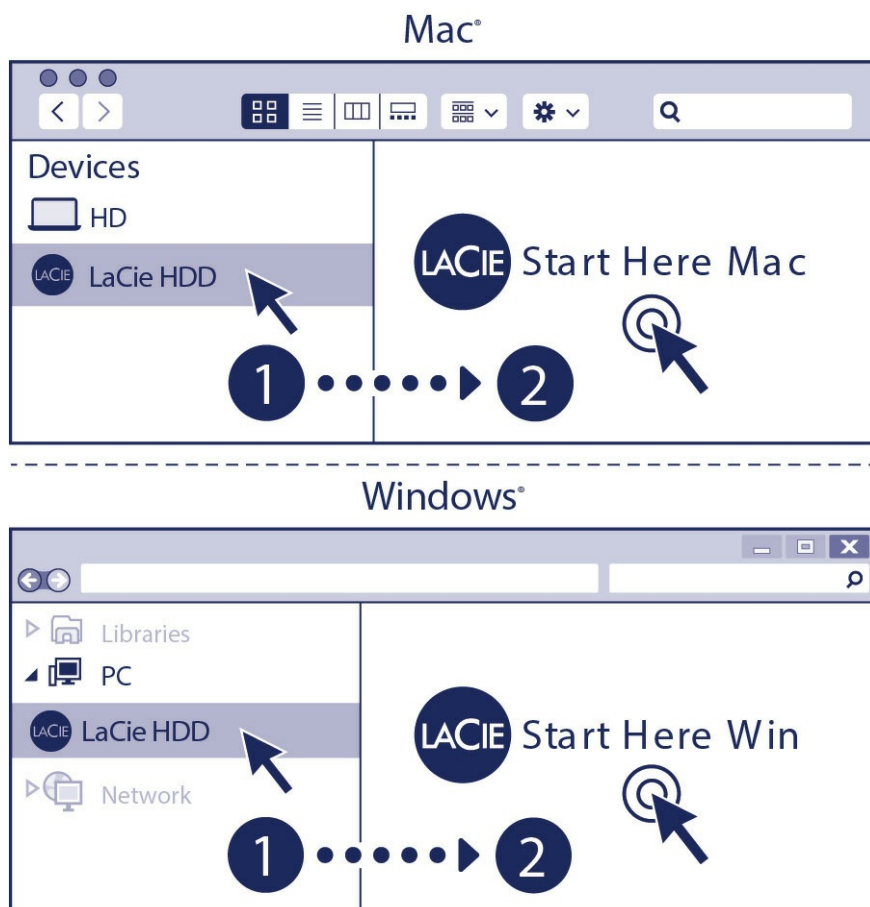 Mac®
Devices
HD
LACIE LaCie HDD
LACIE Start Here Mac
1 2
Windows®
Libraries
PC
LACIE LaCie HDD
LACIE Start Here Win
Network
1 2